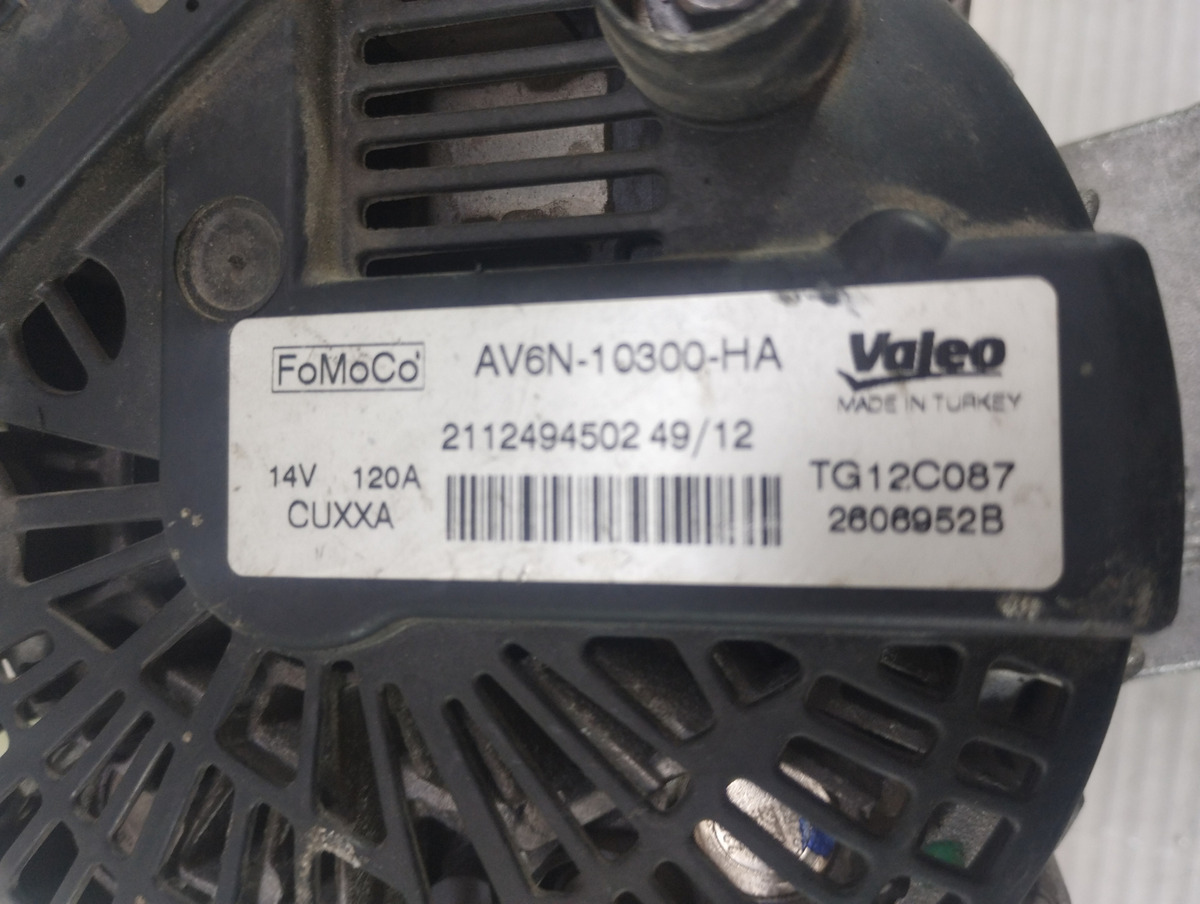 FoMoCo
AV6N-10300-HA
Valeo
MADE IN TURKEY
2112494502 49/12
14V 120A
CUXXA
TG12C087
2606952B